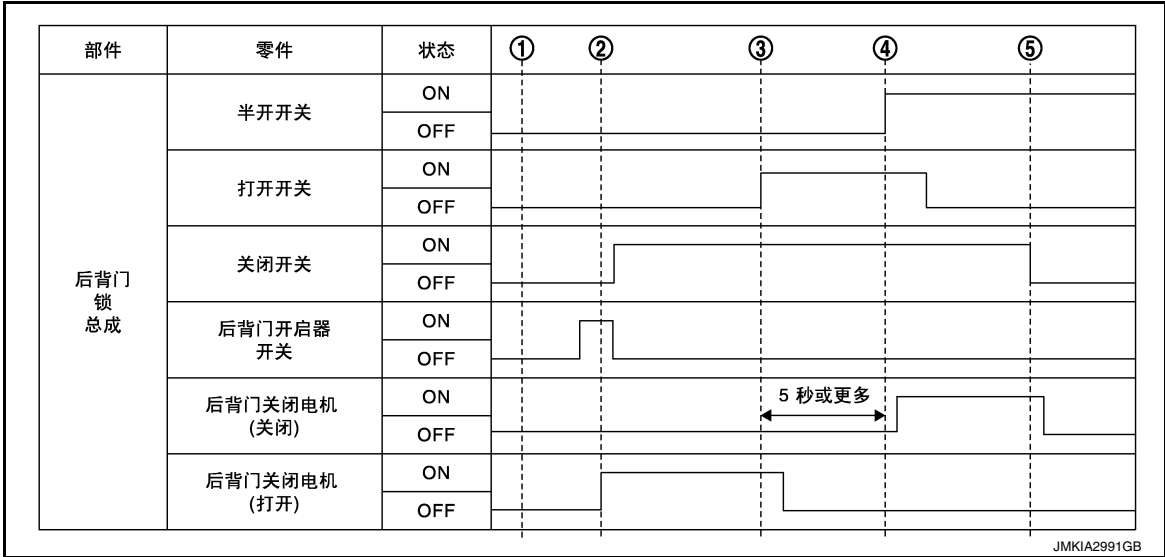 部件 零件 状态 ① ② ③ ④ ⑤
半开开关 ON
OFF
打开开关 ON
OFF
关闭开关 ON
OFF
后背门
锁
总成
后背门开启器
开关
ON
OFF
后背门关闭电机
(关闭)
ON
OFF
5 秒或更多
后背门关闭电机
(打开)
ON
OFF
JMKIA2991GB